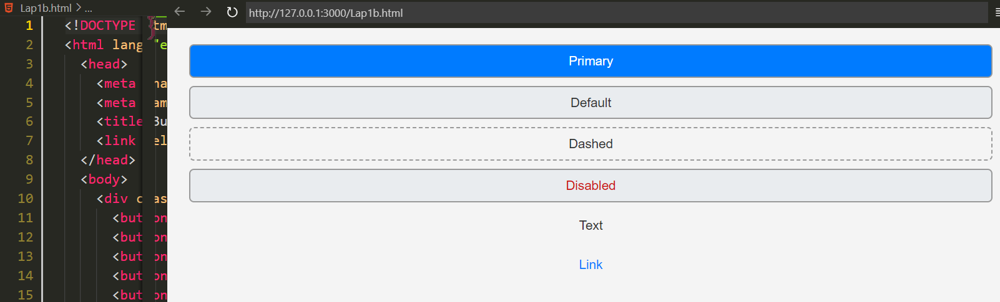 Lap1b.html > ...
http://127.0.0.1:3000/Lap1b.html
1 <!DOCTYPE tm
2 <html lang "e
3 <head>
4 <meta ha
5 <meta am
6 <title Bu
7 <link el
8 </head>
9 <body>
10 <div c as
11 <but on
12 <but on
13 <but on
14 <but on
15 <but on
Primary
Default
Dashed
Disabled
Text
Link